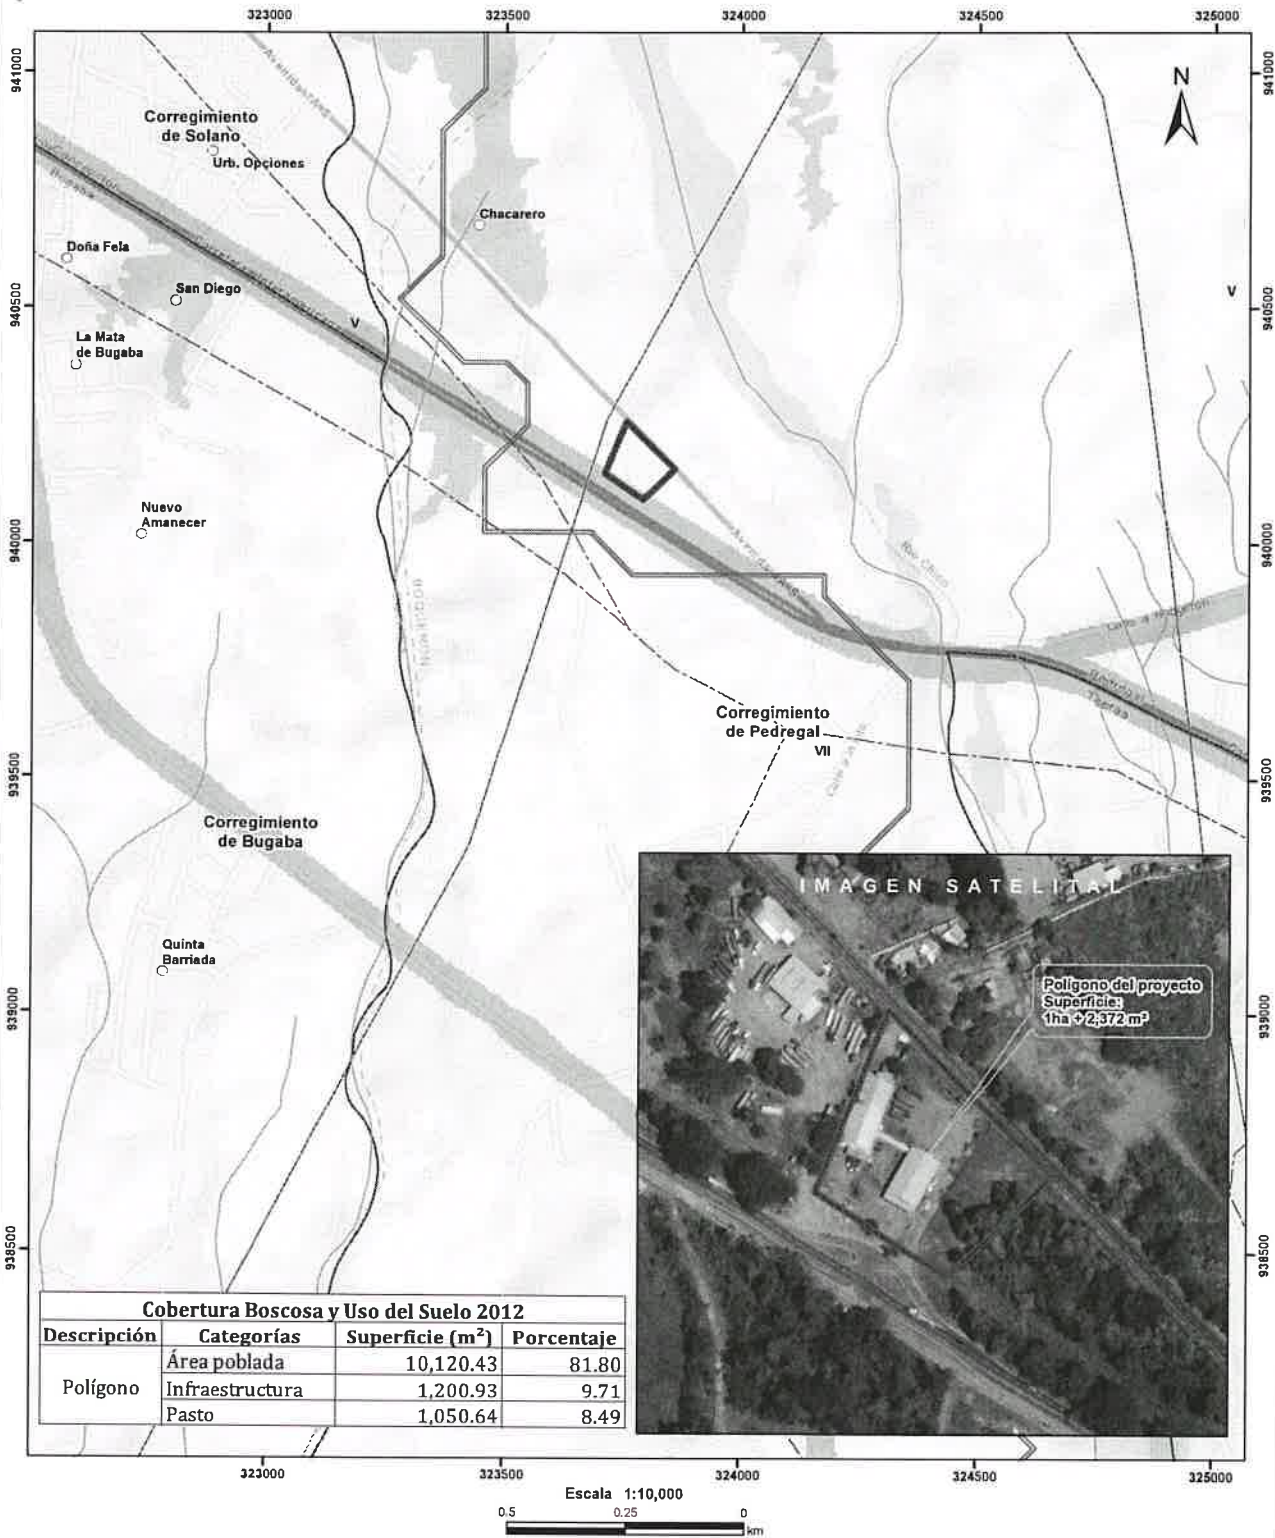 323000 323500 324000 324500 325000
941000
941000
N
Corregimiento
de Solano
Urb. Opciones
Bugaba
Chacarero
Doña Fela
San Diego
940500
940500
V
V
La Mata
de Bugaba
Nuevo
Amanecer
940000
940000
Río Chico
Corregimiento
de Pedregal
VII
939500
939500
Corregimiento
de Bugaba
IMAGEN SATELITAL
Quinta
Barriada
Polígono del proyecto
Superficie:
1ha + 2,372 m²
939000
939000
938500
938500
Cobertura Boscosa y Uso del Suelo 2012
Descripción Categorías Superficie (m²) Porcentaje
Polígono
Área poblada 10,120.43 81.80
Infraestructura 1,200.93 9.71
Pasto 1,050.64 8.49
323000 323500 324000 324500 325000
Escala 1:10,000
0.5 0.25 0
km